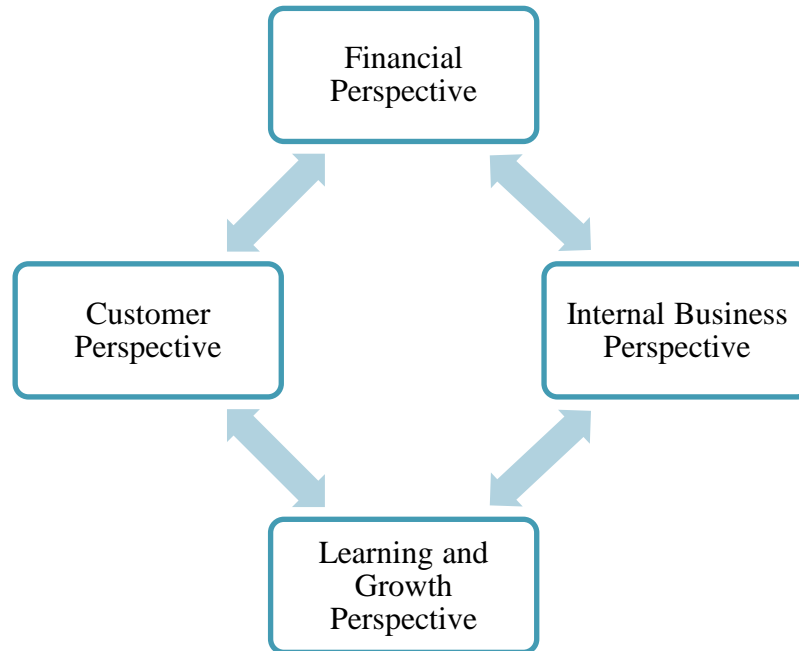 Financial
Perspective
Customer
Perspective
Internal Business
Perspective
Learning and
Growth
Perspective